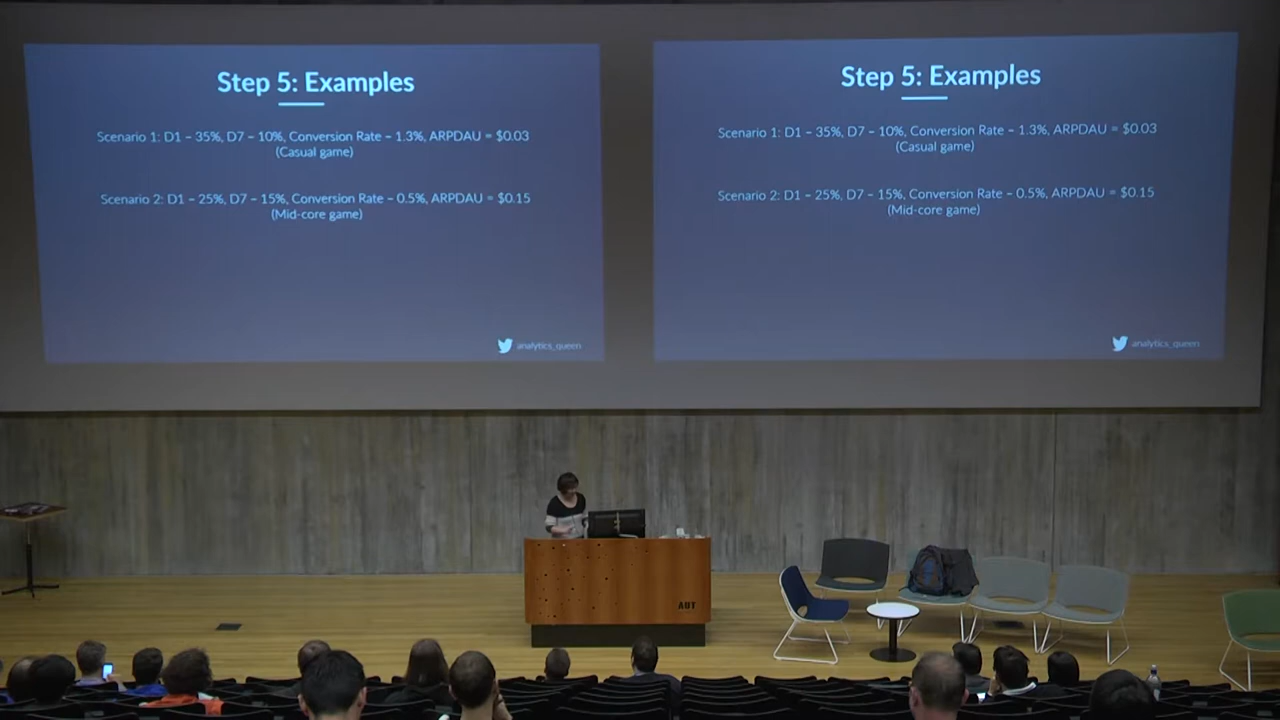 Step 5: Examples
Scenario 1: D1 – 35%, D7 – 10%, Conversion Rate – 1.3%, ARPDAU = $0.03
(Casual game)
Scenario 2: D1 – 25%, D7 – 15%, Conversion Rate – 0.5%, ARPDAU = $0.15
(Mid-core game)
analytics_queen
Step 5: Examples
Scenario 1: D1 – 35%, D7 – 10%, Conversion Rate – 1.3%, ARPDAU = $0.03
(Casual game)
Scenario 2: D1 – 25%, D7 – 15%, Conversion Rate – 0.5%, ARPDAU = $0.15
(Mid-core game)
analytics_queen
AUT